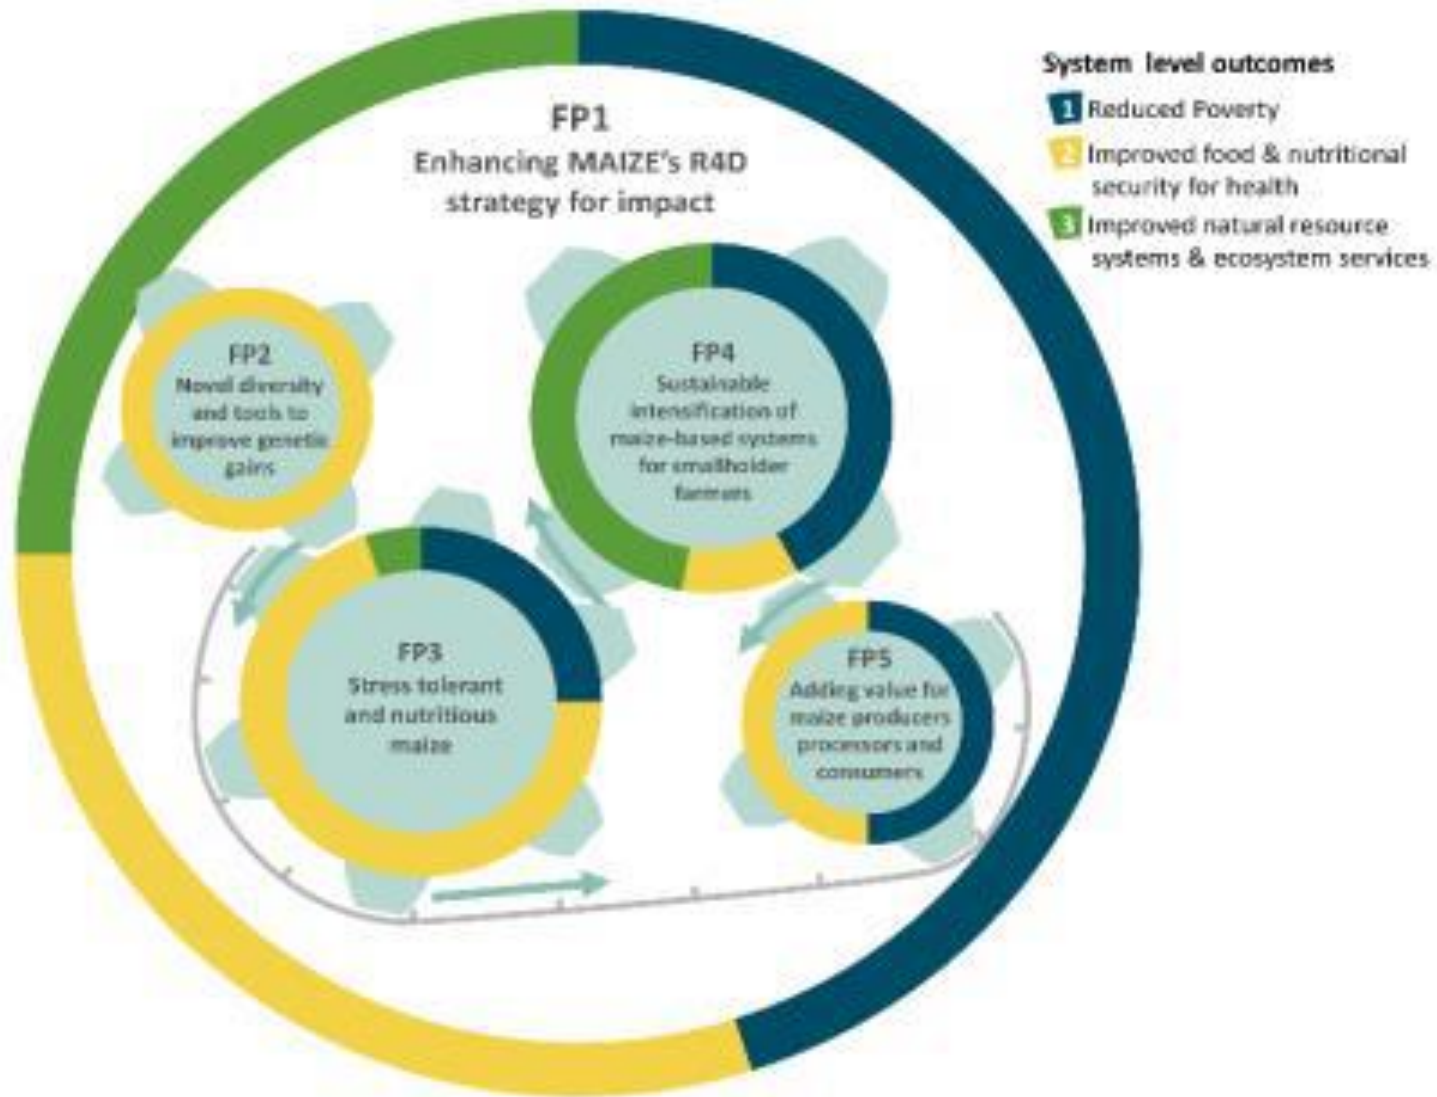 System level outcomes
1 Reduced Poverty
2 Improved food & nutritional
security for health
3 Improved natural resource
systems & ecosystem services
FP1
Enhancing MAIZE's R4D
strategy for impact
FP2
Novel diversity
and tools to
improve genetic
gains
FP4
Sustainable
intensification of
maize-based systems
for smallholder
farmers
FP3
Stress tolerant
and nutritious
maize
FP5
Adding value for
maize producers
processors and
consumers